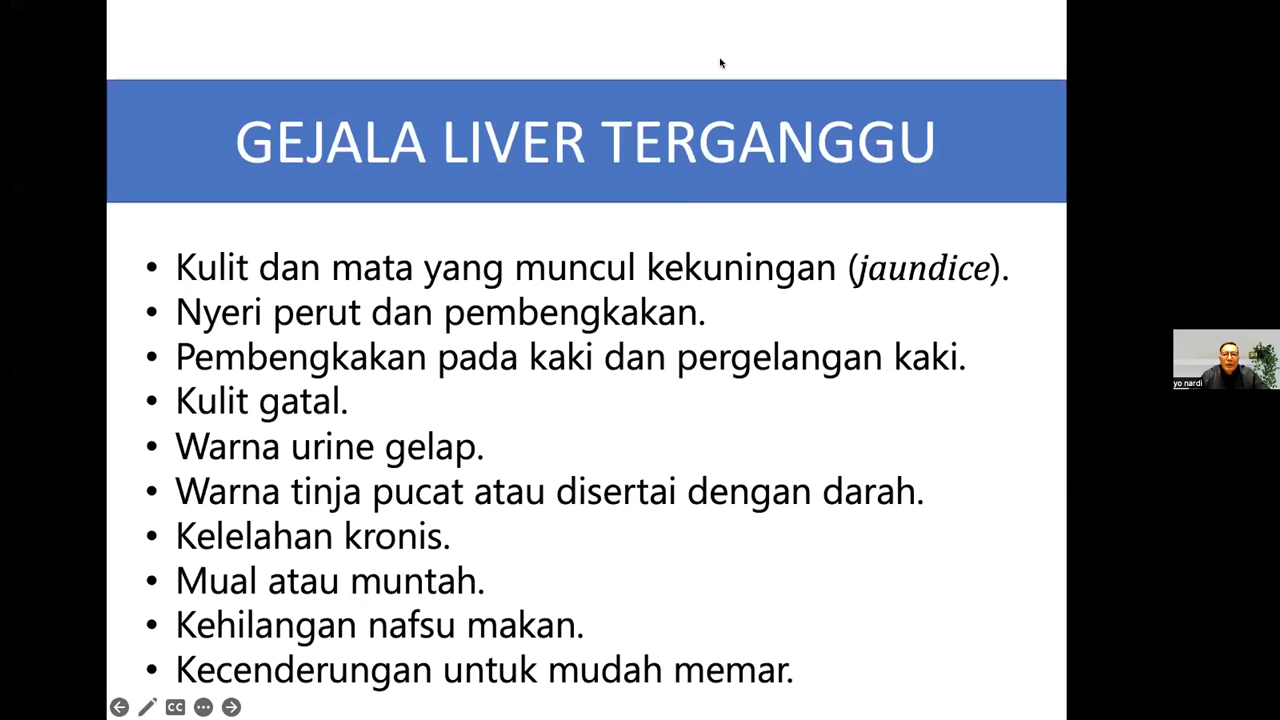 GEJALA LIVER TERGANGGU
• Kulit dan mata yang muncul kekuningan (jaundice).
• Nyeri perut dan pembengkakan.
• Pembengkakan pada kaki dan pergelangan kaki.
• Kulit gatal.
• Warna urine gelap.
• Warna tinja pucat atau disertai dengan darah.
• Kelelahan kronis.
• Mual atau muntah.
• Kehilangan nafsu makan.
• Kecenderungan untuk mudah memar.
yo nardi
CC